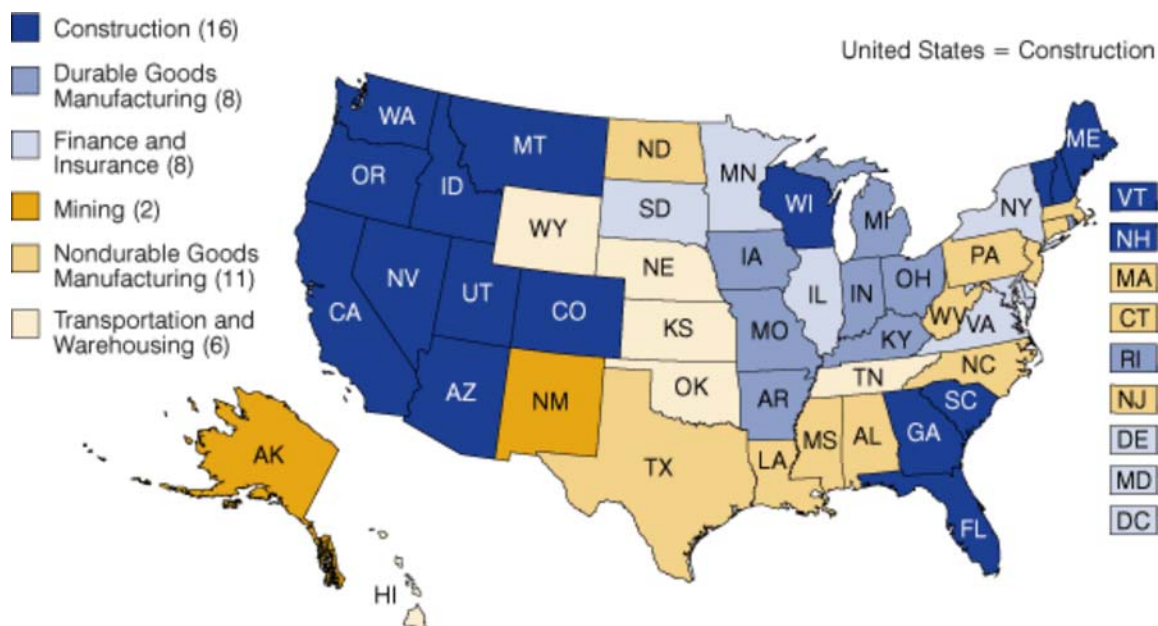 Construction (16)
Durable Goods
Manufacturing (8)
Finance and
Insurance (8)
Mining (2)
Nondurable Goods
Manufacturing (11)
Transportation and
Warehousing (6)
United States = Construction
WA
MT
ND
MN
ME
OR
ID
WI
MI
NY
VT
SD
WY
NH
IA
PA
NE
OH
MA
NV
UT
IL
IN
CO
CA
WV
VA
CT
KS
MO
KY
RI
NC
TN
AZ
NM
OK
AR
SC
NJ
GA
MS
AL
DE
AK
TX
LA
MD
DC
FL
HI